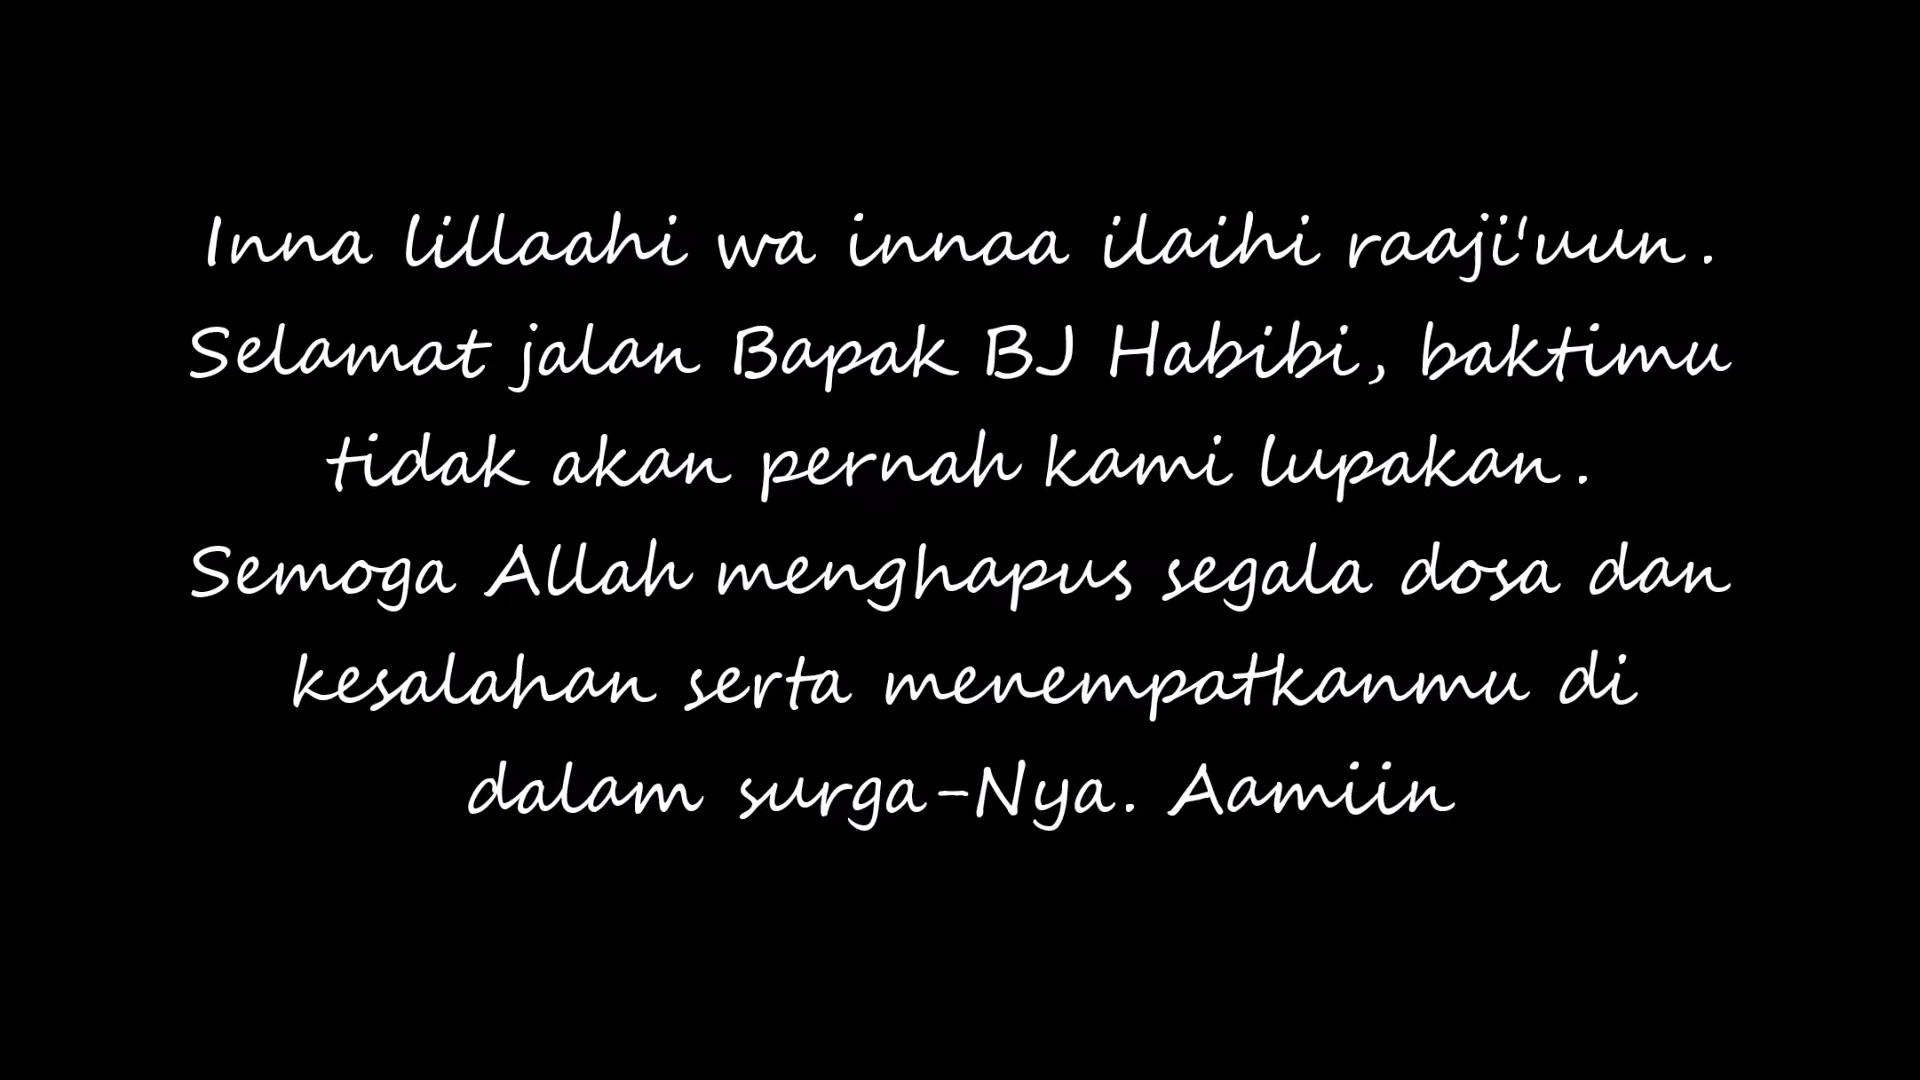 Inna lillaahi wa innaa ilaihi raaji'uun.
Selamat jalan Bapak BJ Habibi, baktimu
tidak akan pernah kami lupakan.
Semoga Allah menghapus segala dosa dan
kesalahan serta menempatkanmu di
dalam surga-Nya. Aamiin